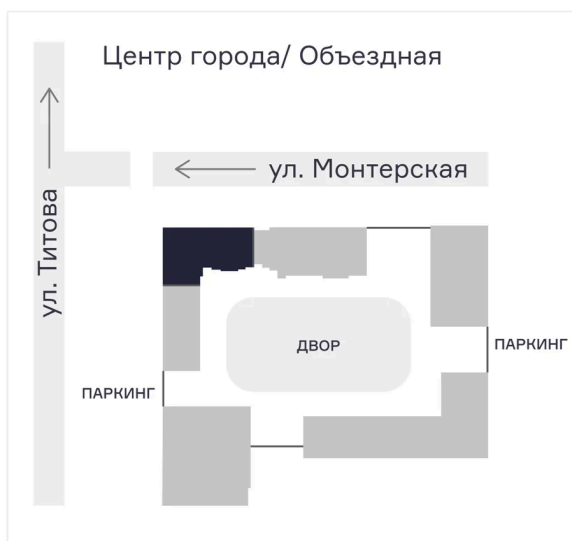 Центр города/ Объездная
ул. Монтерская
ул. Титова
ДВОР
ПАРКИНГ
ПАРКИНГ